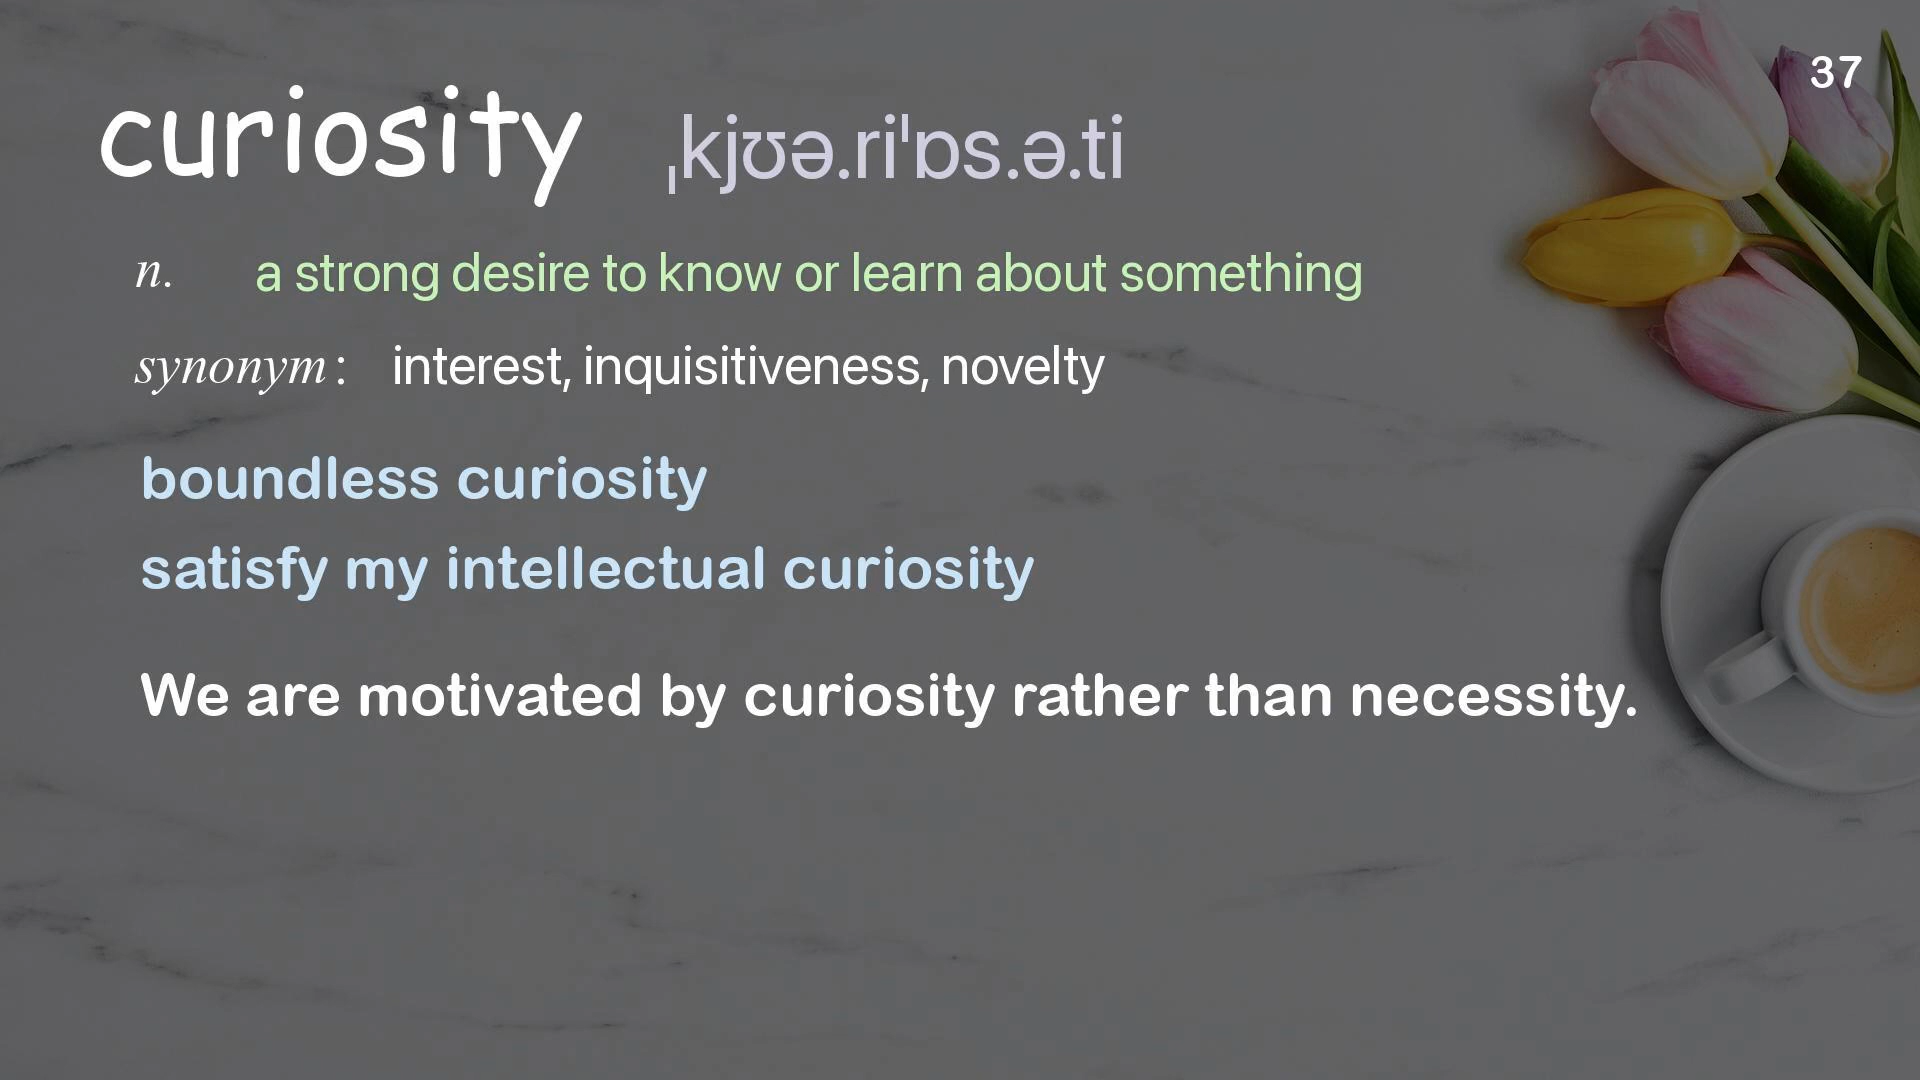 37
curiosity ˌkjʊə.riˈɒs.ə.ti
n. a strong desire to know or learn about something
synonym: interest, inquisitiveness, novelty
boundless curiosity
satisfy my intellectual curiosity
We are motivated by curiosity rather than necessity.